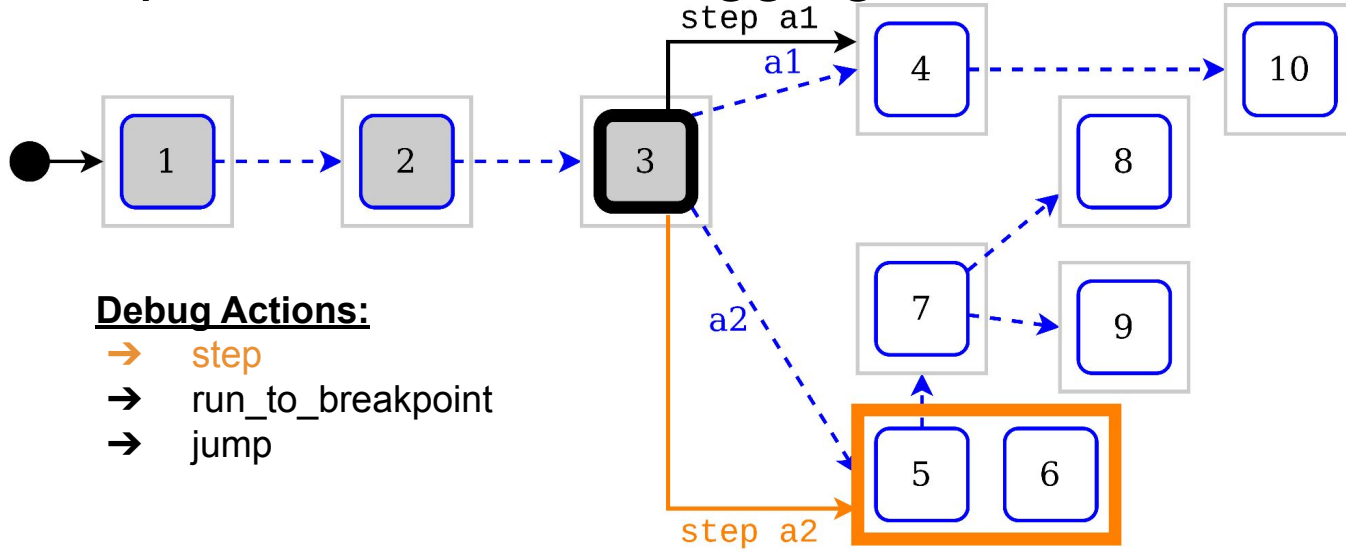 step a1
a1
4
10
1
2
3
8
7
9
a2
Debug Actions:
➔ step
➔ run_to_breakpoint
➔ jump
5
6
step a2